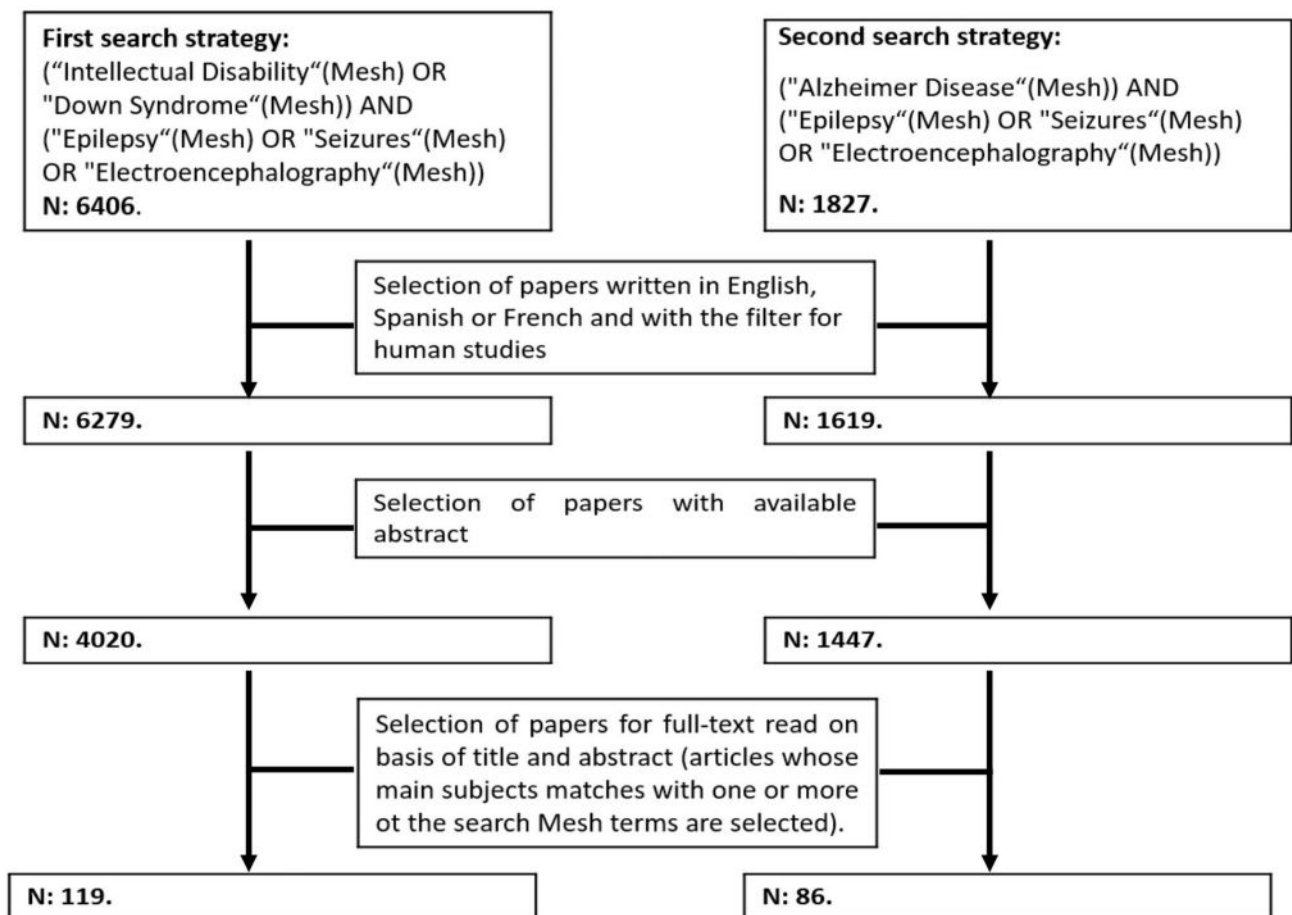 First search strategy:
(“Intellectual Disability“(Mesh) OR
"Down Syndrome“(Mesh)) AND
("Epilepsy“(Mesh) OR "Seizures“(Mesh)
OR "Electroencephalography“(Mesh))
N: 6406.
Second search strategy:
("Alzheimer Disease“(Mesh)) AND
("Epilepsy“(Mesh) OR "Seizures“(Mesh)
OR "Electroencephalography“(Mesh))
N: 1827.
Selection of papers written in English,
Spanish or French and with the filter for
human studies
N: 6279.
N: 1619.
Selection of papers with available
abstract
N: 4020.
N: 1447.
Selection of papers for full-text read on
basis of title and abstract (articles whose
main subjects matches with one or more
ot the search Mesh terms are selected).
N: 119.
N: 86.